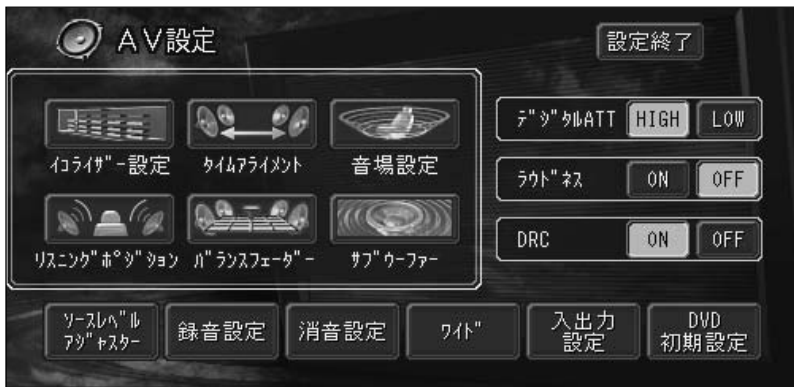 AV設定
設定終了
イコライザー設定
タイムアライメント
音場設定
リスニングポジション
バランスフェーダー
サブウーファー
デジタルATT HIGH LOW
ラウドネス ON OFF
DRC ON OFF
ソースレベル
アジャスター
録音設定
消音設定
ワイド
入出力
設定
DVD
初期設定